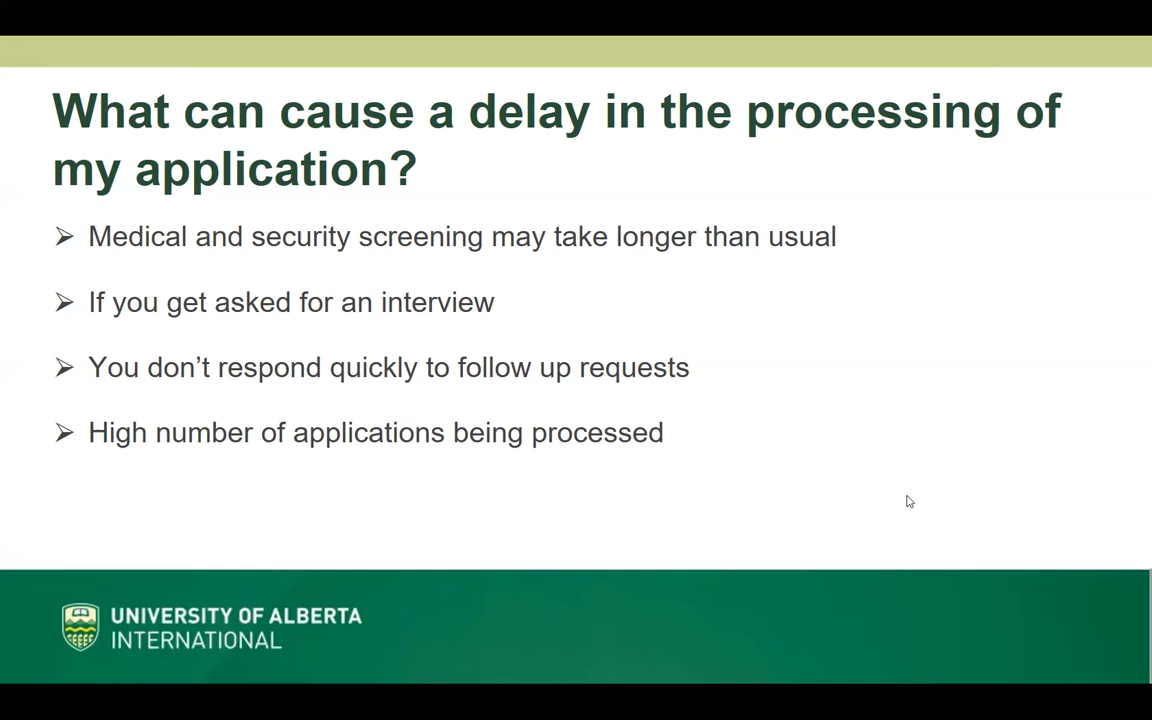 What can cause a delay in the processing of
my application?
➢ Medical and security screening may take longer than usual
➢ If you get asked for an interview
➢ You don’t respond quickly to follow up requests
➢ High number of applications being processed
UNIVERSITY OF ALBERTA
INTERNATIONAL